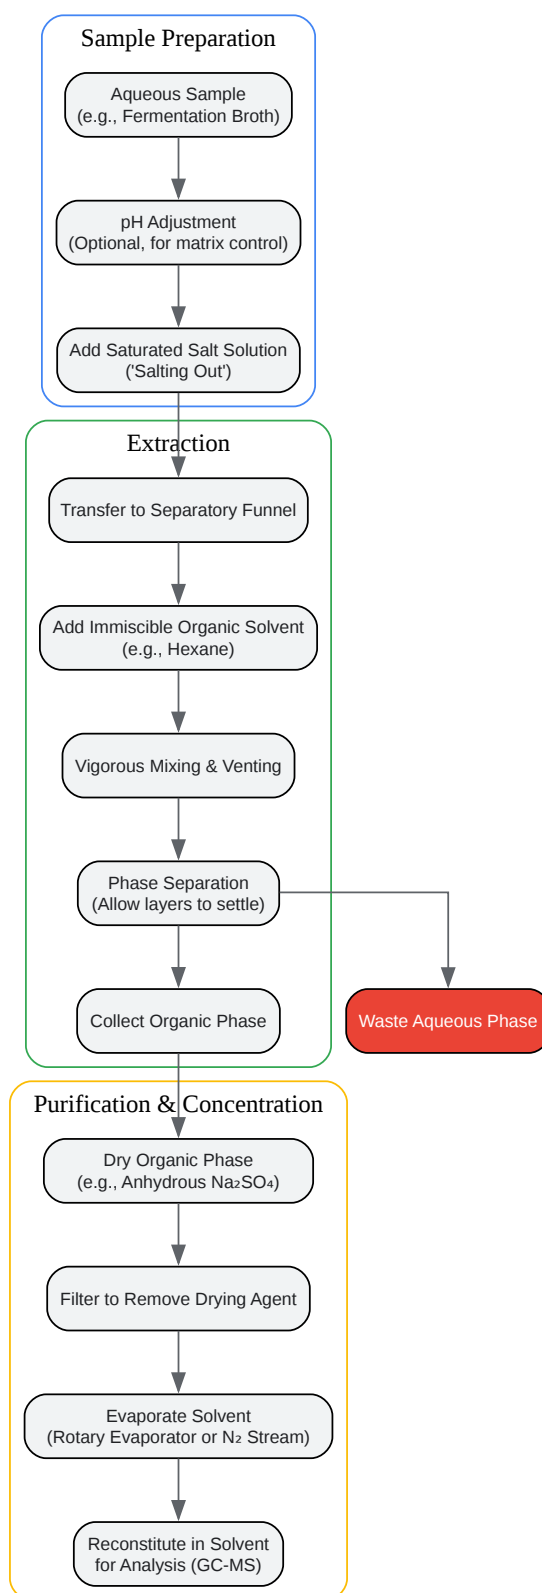 Sample Preparation
Aqueous Sample
(e.g., Fermentation Broth)
pH Adjustment
(Optional, for matrix control)
Add Saturated Salt Solution
('Salting Out')
Extraction
Transfer to Separatory Funnel
Add Immiscible Organic Solvent
(e.g., Hexane)
Vigorous Mixing & Venting
Phase Separation
(Allow layers to settle)
Collect Organic Phase
Waste Aqueous Phase
Purification & Concentration
Dry Organic Phase
(e.g., Anhydrous Na₂SO₄)
Filter to Remove Drying Agent
Evaporate Solvent
(Rotary Evaporator or N₂ Stream)
Reconstitute in Solvent
for Analysis (GC-MS)